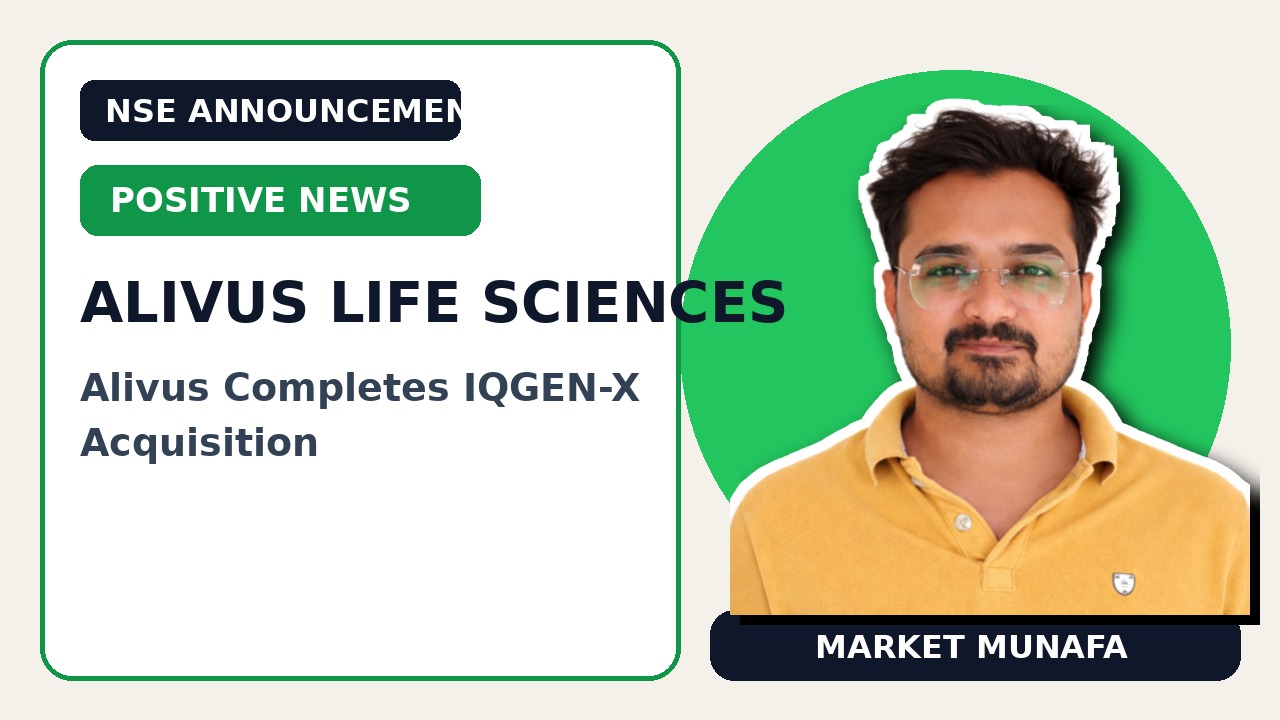 NSE ANNOUNCEMEN
POSITIVE NEWS
ALIVUS LIFE SCIENCES
Alivus Completes IQGEN-X
Acquisition
MARKET MUNAFA